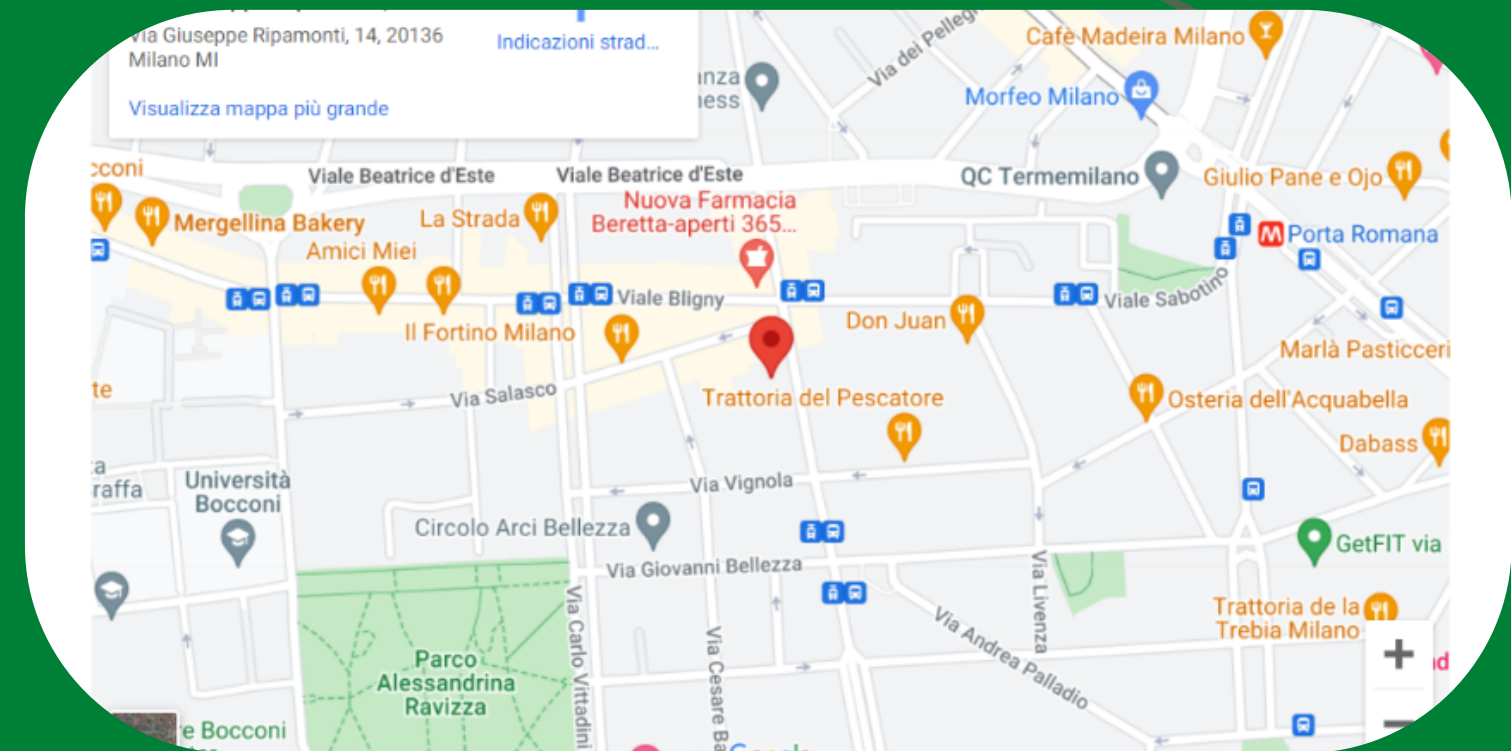 Via Giuseppe Ripamonti, 14, 20136
Milano MI
Indicazioni strad...
Visualizza mappa più grande
Via dei Pellegr
Cafè Madeira Milano
Morfeo Milano
Viale Beatrice d'Este
Viale Beatrice d'Este
QC Termemilano
Giulio Pane e Ojo
Mergellina Bakery
La Strada
Nuova Farmacia
Beretta-aperti 365...
Amici Miei
Porta Romana
Viale Bligny
Viale Sabotino
Il Fortino Milano
Don Juan
Marlà Pasticceri
Via Salasco
Trattoria del Pescatore
Osteria dell'Acquabella
Dabass
Università
Bocconi
Via Vignola
Circolo Arci Bellezza
GetFIT via
Via Giovanni Bellezza
Via Livenza
Via Carlo Vittadini
Via Cesare Ba
Via Andrea Palladio
Trattoria de la
Trebia Milano
Parco
Alessandrina
Ravizza
+
e Bocconi
Google